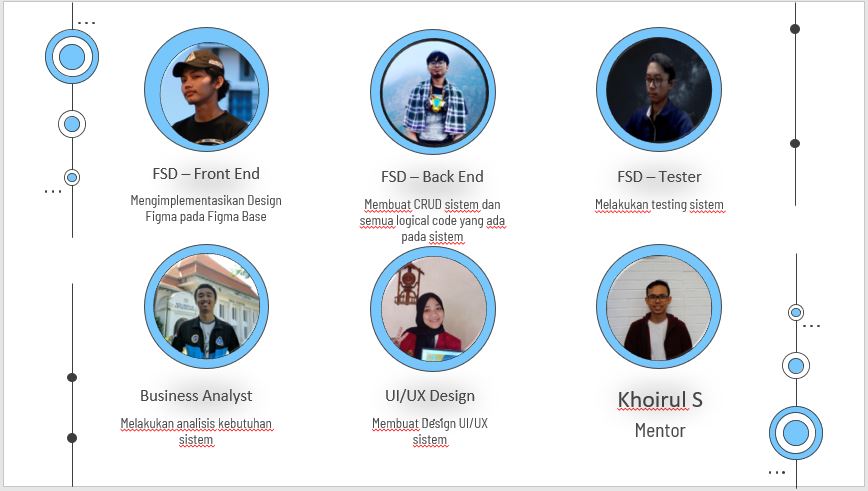 FSD – Front End
Mengimplementasikan Design
Figma pada Figma Base
FSD – Back End
Membuat CRUD sistem dan
semua logical code yang ada
pada sistem
FSD – Tester
Melakukan testing sistem
Business Analyst
Melakukan analisis kebutuhan
sistem
UI/UX Design
Membuat Design UI/UX
sistem
Khoirul S
Mentor